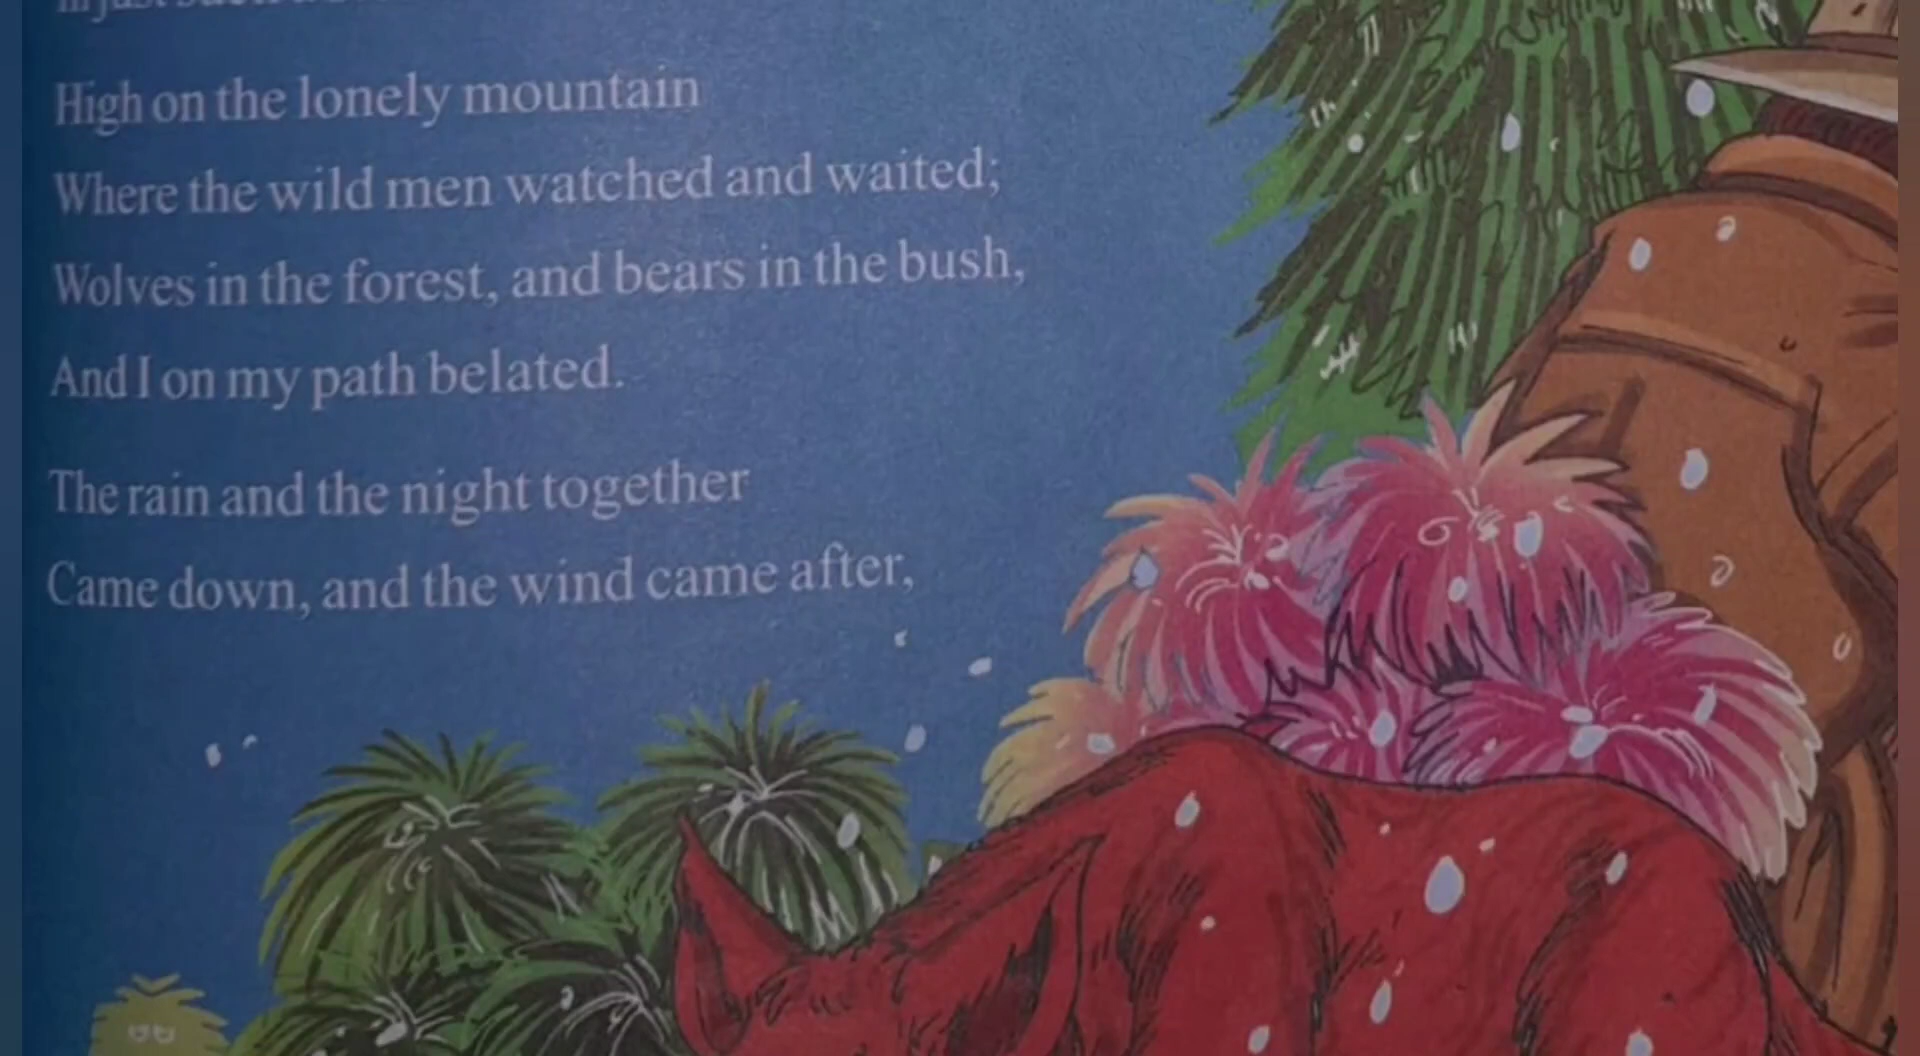 High on the lonely mountain
Where the wild men watched and waited;
Wolves in the forest, and bears in the bush,
And I on my path belated.
The rain and the night together
Came down, and the wind came after,